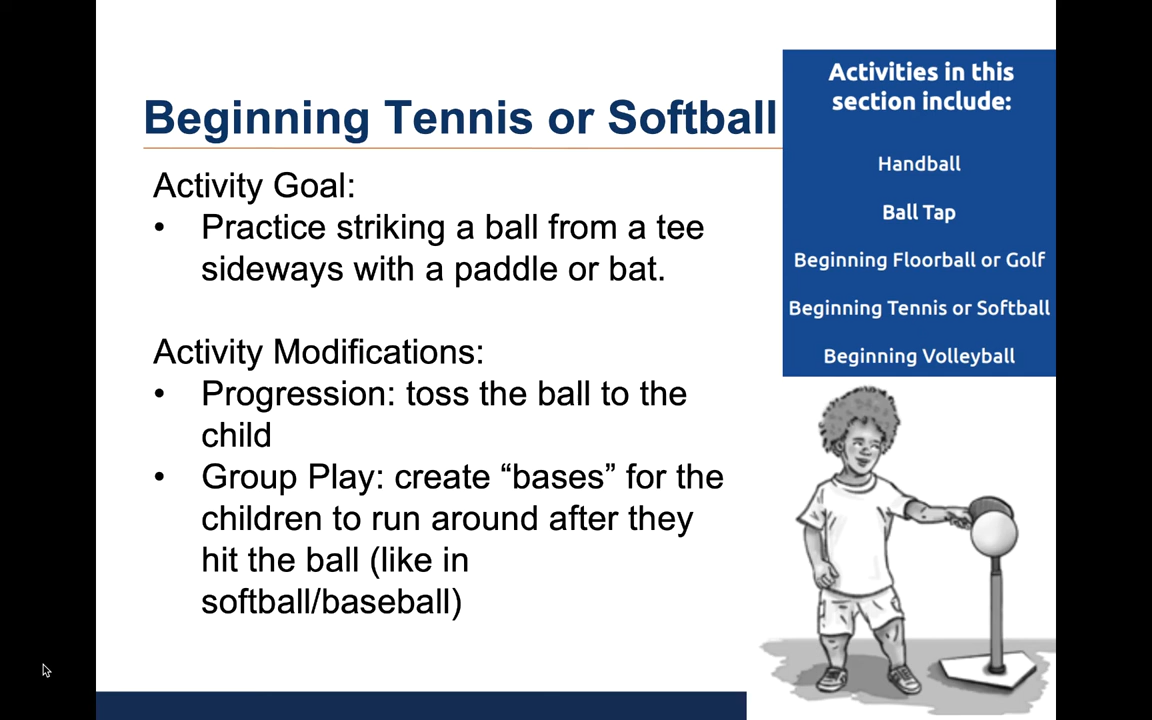 Beginning Tennis or Softball
Activity Goal:
• Practice striking a ball from a tee
sideways with a paddle or bat.
Activity Modifications:
• Progression: toss the ball to the
child
• Group Play: create “bases” for the
children to run around after they
hit the ball (like in
softball/baseball)
Activities in this
section include:
Handball
Ball Tap
Beginning Floorball or Golf
Beginning Tennis or Softball
Beginning Volleyball